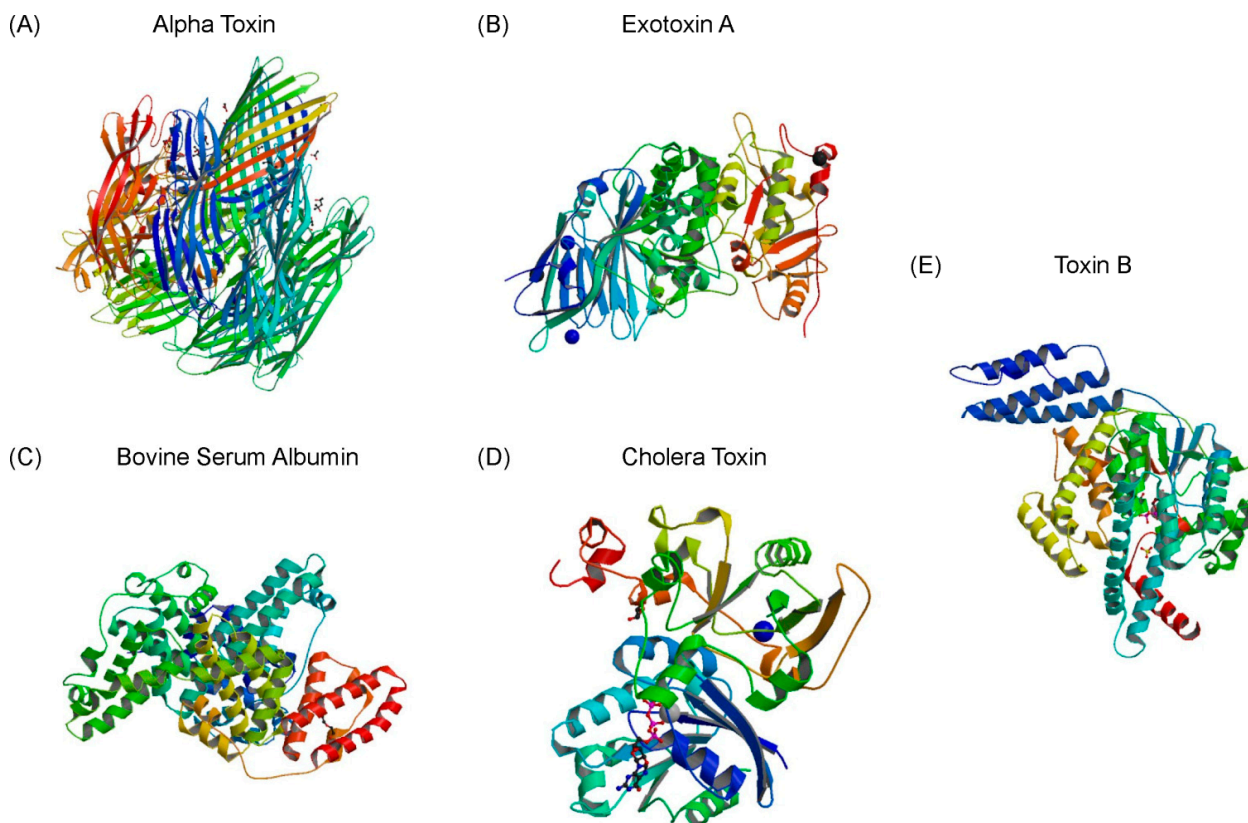 (A) Alpha Toxin
(B) Exotoxin A
(E) Toxin B
(C) Bovine Serum Albumin
(D) Cholera Toxin